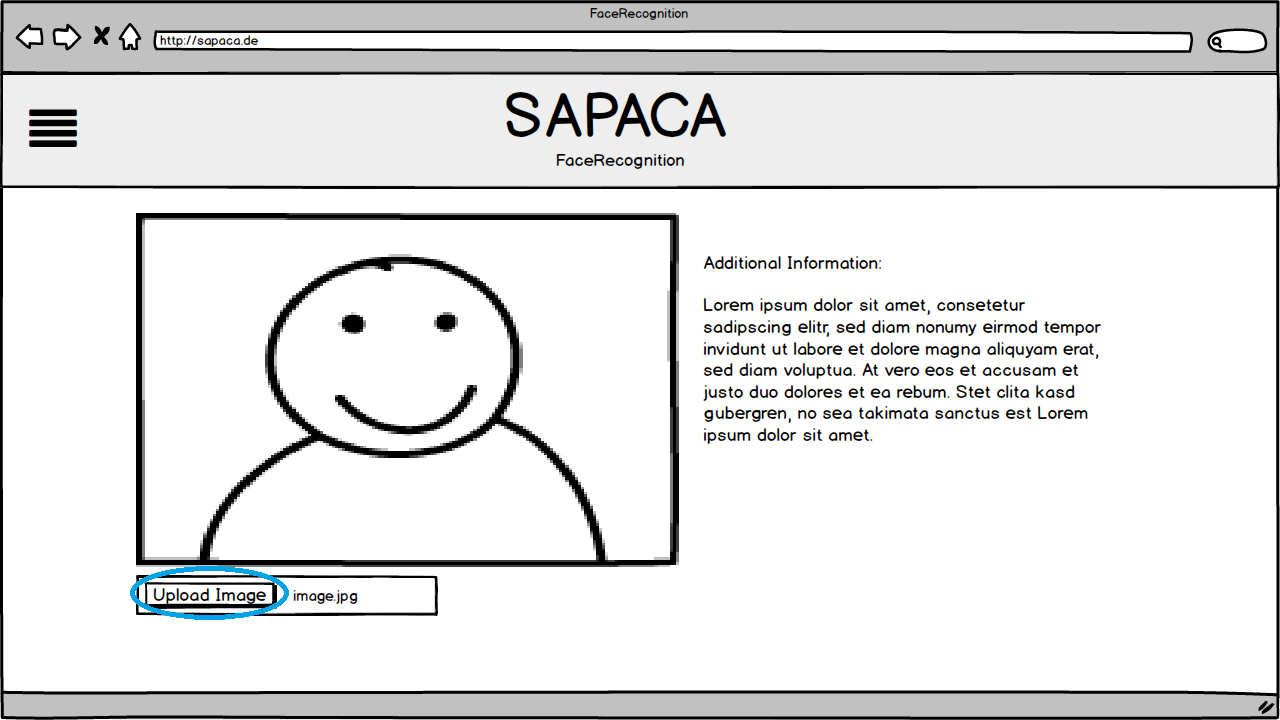 FaceRecognition
http://sapaca.de
SAPACA
FaceRecognition
Additional Information:
Lorem ipsum dolor sit amet, consetetur
sadipscing elitr, sed diam nonumy eirmod tempor
invidunt ut labore et dolore magna aliquyam erat,
sed diam voluptua. At vero eos et accusam et
justo duo dolores et ea rebum. Stet clita kasd
gubergren, no sea takimata sanctus est Lorem
ipsum dolor sit amet.
Upload Image image.jpg